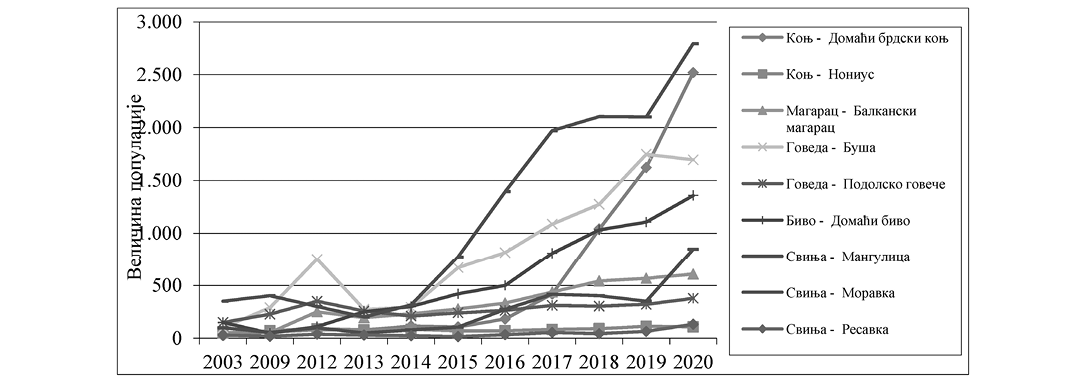 Величина популације
3.000
2.500
2.000
1.500
1.000
500
0
2003 2009 2012 2013 2014 2015 2016 2017 2018 2019 2020
Коњ - Домаћи брдски коњ
Коњ - Нониус
Магарац - Балкански
магарац
Говеда - Буша
Говеда - Подолско говече
Биво - Домаћи биво
Свиња - Мангулица
Свиња - Моравка
Свиња - Ресавка